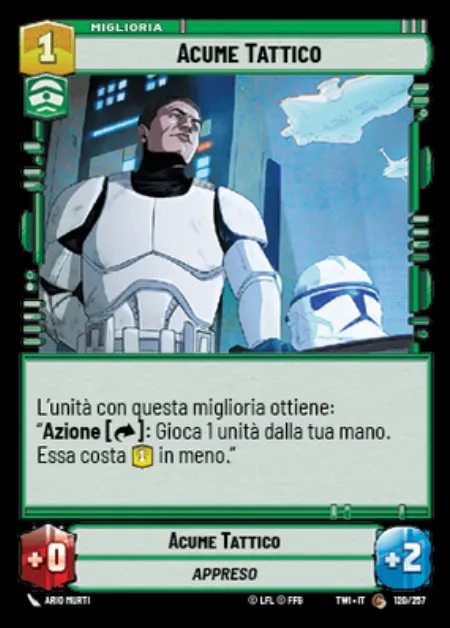 MIGLIORIA
1
ACUME TATTICO
L'unità con questa miglioria ottiene:
"Azione [↷]: Gioca 1 unità dalla tua mano.
Essa costa 1 in meno."
ACUME TATTICO
+0
+2
APPRESO
ARIO MURTI
© LFL © FFG
TWI • IT
120/257